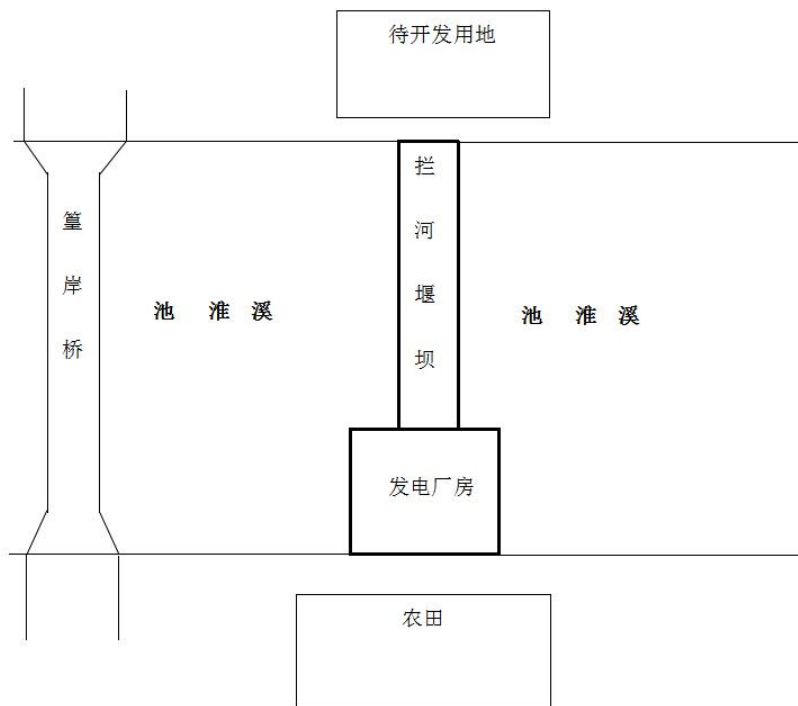 待开发用地
拦河堰坝
篁岸桥
池 淮 溪
池 淮 溪
发电厂房
农田